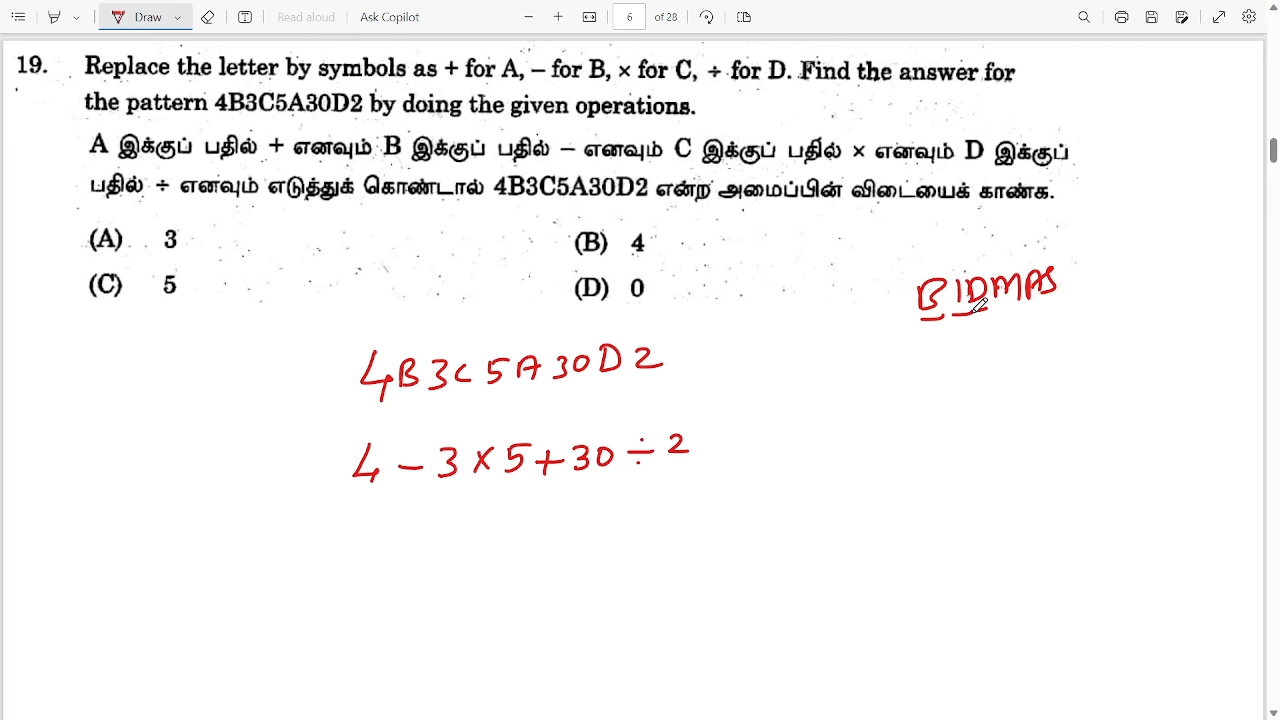 Draw
Read aloud
Ask Copilot
6
of 28
19. Replace the letter by symbols as + for A, – for B, × for C, ÷ for D. Find the answer for
the pattern 4B3C5A30D2 by doing the given operations.
A இக்குப் பதில் + எனவும் B இக்குப் பதில் – எனவும் C இக்குப் பதில் × எனவும் D இக்குப்
பதில் ÷ எனவும் எடுத்துக் கொண்டால் 4B3C5A30D2 என்ற அமைப்பின் விடையைக் காண்க.
(A) 3
(B) 4
(C) 5
(D) 0
BIDMAS
4B3C5A30D2
4 – 3 × 5 + 30 ÷ 2